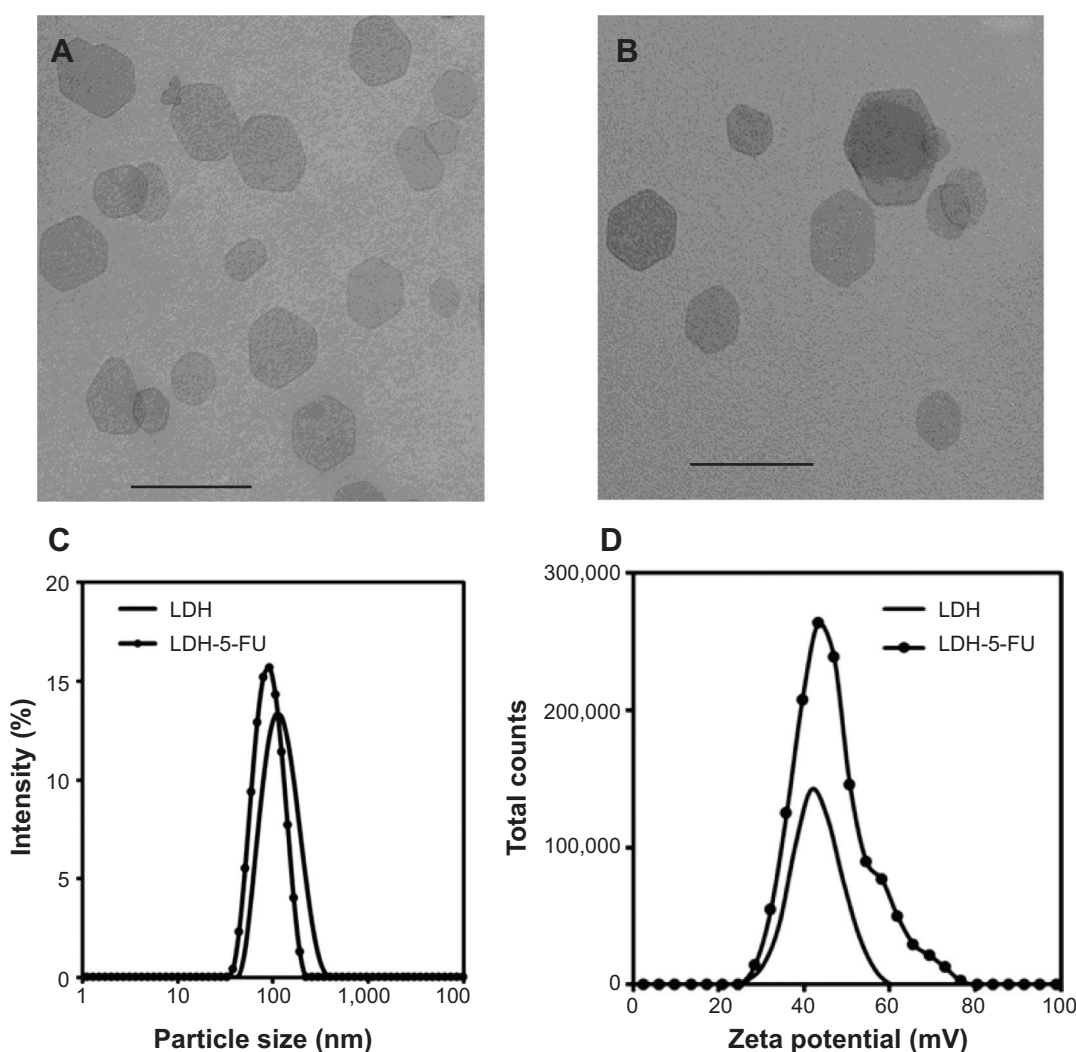 A
B
C
20
15
10
5
0
LDH
LDH-5-FU
Intensity (%)
1
10
100
1,000
100
Particle size (nm)
D
300,000
200,000
100,000
0
LDH
LDH-5-FU
Total counts
0
20
40
60
80
100
Zeta potential (mV)